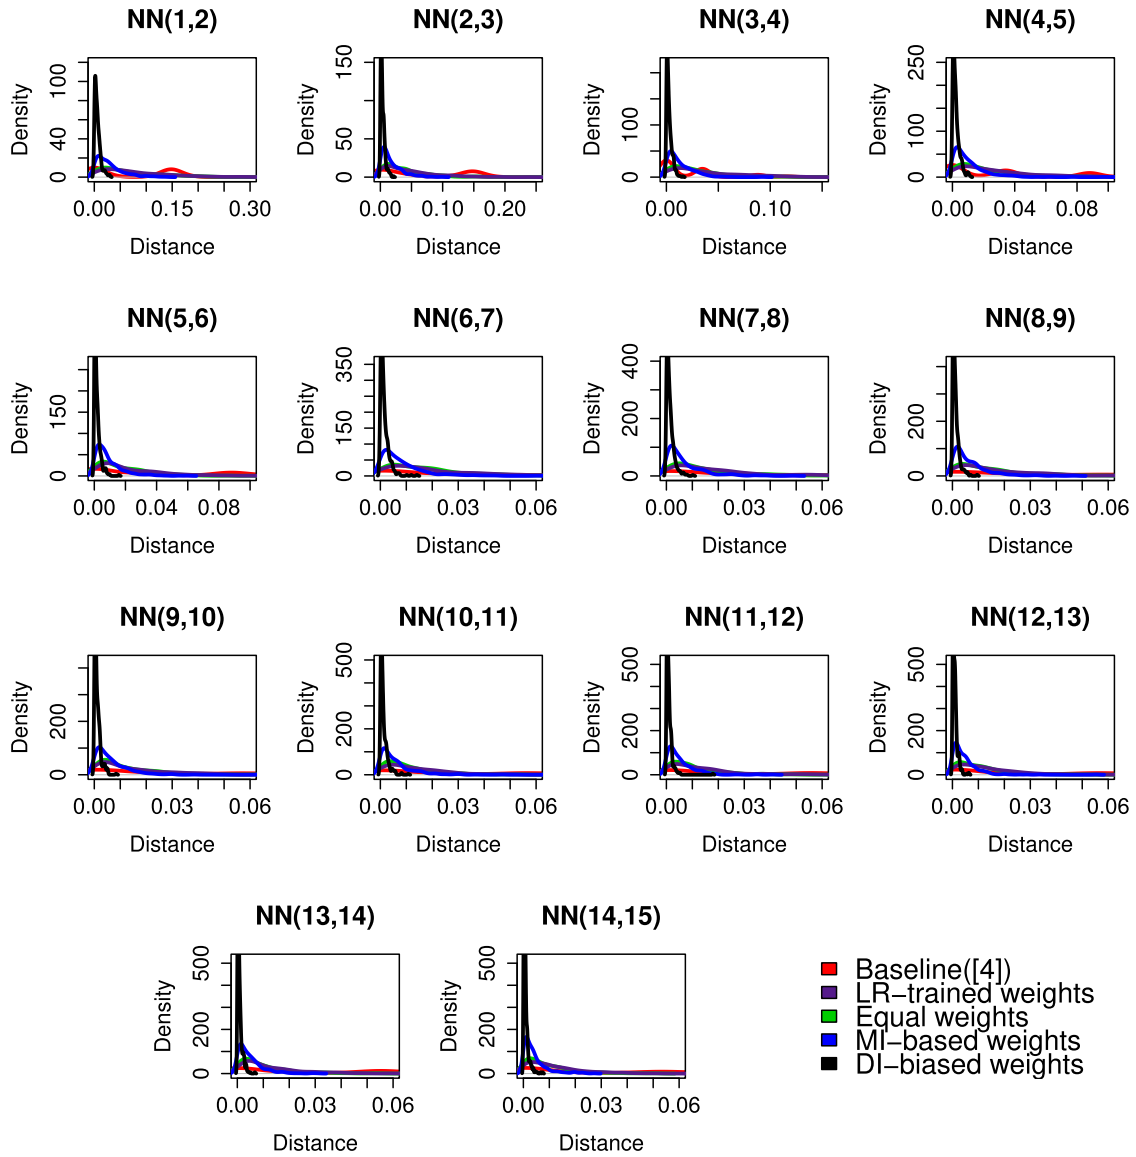 NN(1,2)
NN(2,3)
NN(3,4)
NN(4,5)
Density
0 40 100
0.00 0.15 0.30
Distance
Density
0 50 150
0.00 0.10 0.20
Distance
Density
0 100
0.00 0.10
Distance
Density
0 50 150 250
0.00 0.04 0.08
Distance
NN(5,6)
NN(6,7)
NN(7,8)
NN(8,9)
Density
0 150
0.00 0.04 0.08
Distance
Density
0 150 350
0.00 0.03 0.06
Distance
Density
0 200 400
0.00 0.03 0.06
Distance
Density
0 200
0.00 0.03 0.06
Distance
NN(9,10)
NN(10,11)
NN(11,12)
NN(12,13)
Density
0 200
0.00 0.03 0.06
Distance
Density
0 200 500
0.00 0.03 0.06
Distance
Density
0 200 500
0.00 0.03 0.06
Distance
Density
0 200 500
0.00 0.03 0.06
Distance
NN(13,14)
NN(14,15)
Density
0 200 500
0.00 0.03 0.06
Distance
Density
0 200 500
0.00 0.03 0.06
Distance
Baseline([4])
LR−trained weights
Equal weights
MI−based weights
DI−biased weights